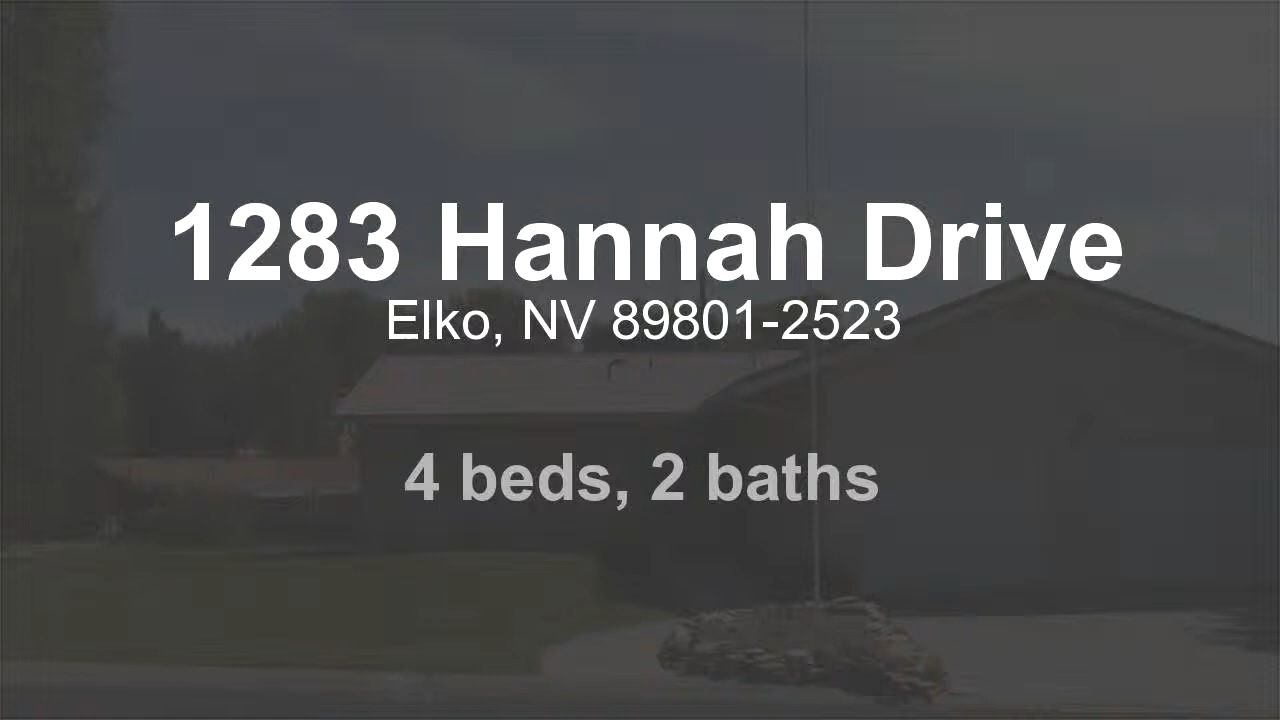 1283 Hannah Drive
Elko, NV 89801-2523
4 beds, 2 baths